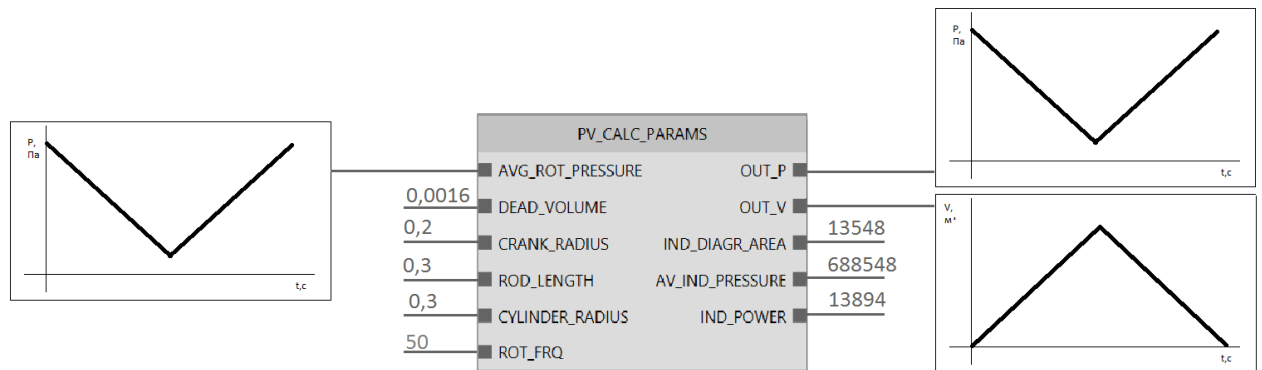 P,
Па
t,c
P,
Па
t,c
V,
м³
t,c
PV_CALC_PARAMS
AVG_ROT_PRESSURE
OUT_P
0,0016
DEAD_VOLUME
OUT_V
0,2
CRANK_RADIUS
IND_DIAGR_AREA
13548
0,3
ROD_LENGTH
AV_IND_PRESSURE
688548
0,3
CYLINDER_RADIUS
IND_POWER
13894
50
ROT_FRQ